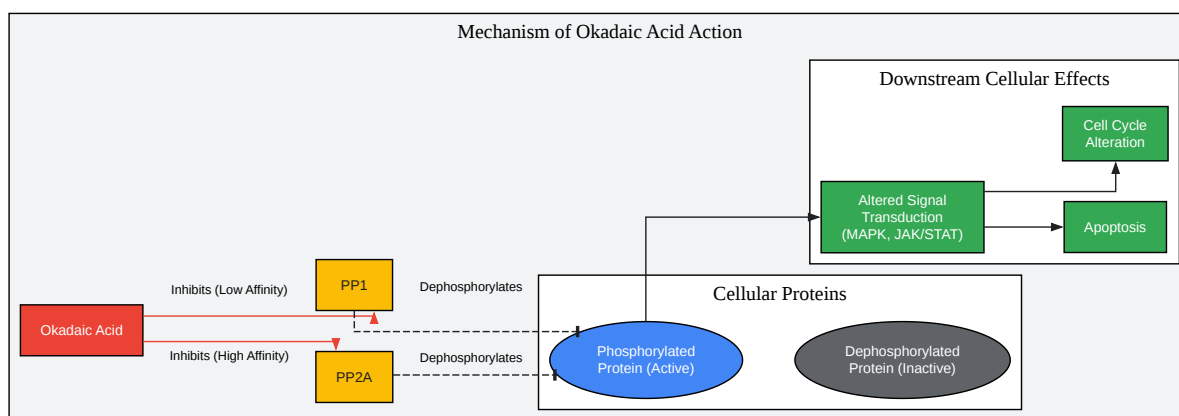 Mechanism of Okadaic Acid Action
Downstream Cellular Effects
Cell Cycle
Alteration
Altered Signal
Transduction
(MAPK, JAK/STAT)
Apoptosis
Inhibits (Low Affinity)
PP1
Dephosphorylates
Cellular Proteins
Okadaic Acid
Inhibits (High Affinity)
PP2A
Dephosphorylates
Phosphorylated
Protein (Active)
Dephosphorylated
Protein (Inactive)